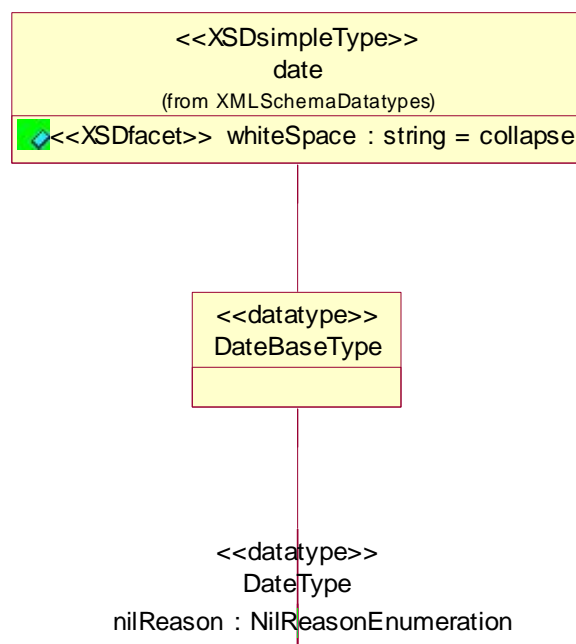 <<XSDsimpleType>>
date
(from XMLSchemaDatatypes)
<<XSDfacet>> whiteSpace : string = collapse
<<datatype>>
DateBaseType
<<datatype>>
DateType
nilReason : NilReasonEnumeration